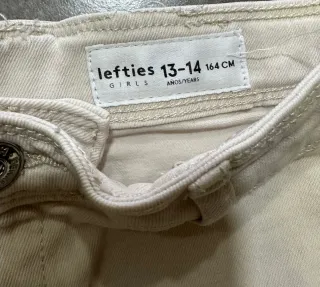 lefties 13-14 164 CM
GIRLS AÑOS/YEARS